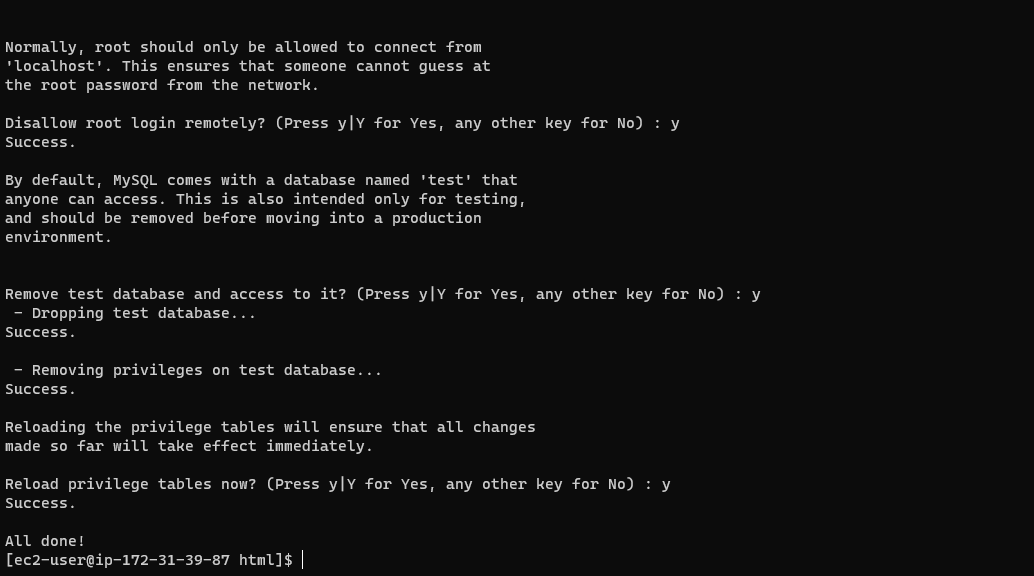 Normally, root should only be allowed to connect from
'localhost'. This ensures that someone cannot guess at
the root password from the network.
Disallow root login remotely? (Press y|Y for Yes, any other key for No) : y
Success.
By default, MySQL comes with a database named 'test' that
anyone can access. This is also intended only for testing,
and should be removed before moving into a production
environment.
Remove test database and access to it? (Press y|Y for Yes, any other key for No) : y
 - Dropping test database...
Success.
 - Removing privileges on test database...
Success.
Reloading the privilege tables will ensure that all changes
made so far will take effect immediately.
Reload privilege tables now? (Press y|Y for Yes, any other key for No) : y
Success.
All done!
[ec2-user@ip-172-31-39-87 html]$